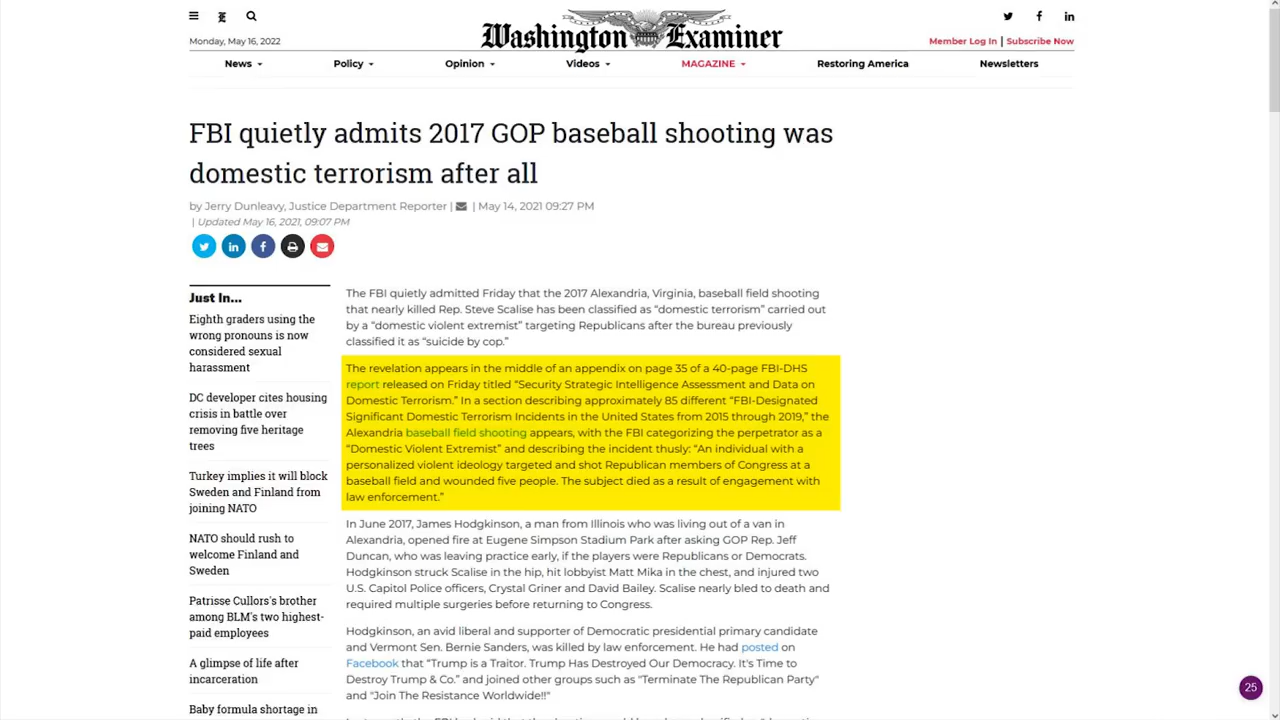 Monday, May 16, 2022
Washington Examiner
Member Log In | Subscribe Now
News Policy Opinion Videos MAGAZINE Restoring America Newsletters
FBI quietly admits 2017 GOP baseball shooting was
domestic terrorism after all
by Jerry Dunleavy, Justice Department Reporter | | May 14, 2021 09:27 PM
| Updated May 16, 2021, 09:07 PM
Just In...
Eighth graders using the
wrong pronouns is now
considered sexual
harassment
DC developer cites housing
crisis in battle over
removing five heritage
trees
Turkey implies it will block
Sweden and Finland from
joining NATO
NATO should rush to
welcome Finland and
Sweden
Patrisse Cullors's brother
among BLM's two highest-
paid employees
A glimpse of life after
incarceration
Baby formula shortage in
The FBI quietly admitted Friday that the 2017 Alexandria, Virginia, baseball field shooting
that nearly killed Rep. Steve Scalise has been classified as “domestic terrorism” carried out
by a “domestic violent extremist” targeting Republicans after the bureau previously
classified it as “suicide by cop.”
The revelation appears in the middle of an appendix on page 35 of a 40-page FBI-DHS
report released on Friday titled “Security Strategic Intelligence Assessment and Data on
Domestic Terrorism.” In a section describing approximately 85 different “FBI-Designated
Significant Domestic Terrorism Incidents in the United States from 2015 through 2019,” the
Alexandria baseball field shooting appears, with the FBI categorizing the perpetrator as a
“Domestic Violent Extremist” and describing the incident thusly: “An individual with a
personalized violent ideology targeted and shot Republican members of Congress at a
baseball field and wounded five people. The subject died as a result of engagement with
law enforcement.”
In June 2017, James Hodgkinson, a man from Illinois who was living out of a van in
Alexandria, opened fire at Eugene Simpson Stadium Park after asking GOP Rep. Jeff
Duncan, who was leaving practice early, if the players were Republicans or Democrats.
Hodgkinson struck Scalise in the hip, hit lobbyist Matt Mika in the chest, and injured two
U.S. Capitol Police officers, Crystal Griner and David Bailey. Scalise nearly bled to death and
required multiple surgeries before returning to Congress.
Hodgkinson, an avid liberal and supporter of Democratic presidential primary candidate
and Vermont Sen. Bernie Sanders, was killed by law enforcement. He had posted on
Facebook that “Trump is a Traitor. Trump Has Destroyed Our Democracy. It's Time to
Destroy Trump & Co.” and joined other groups such as "Terminate The Republican Party"
and "Join The Resistance Worldwide!!"
25